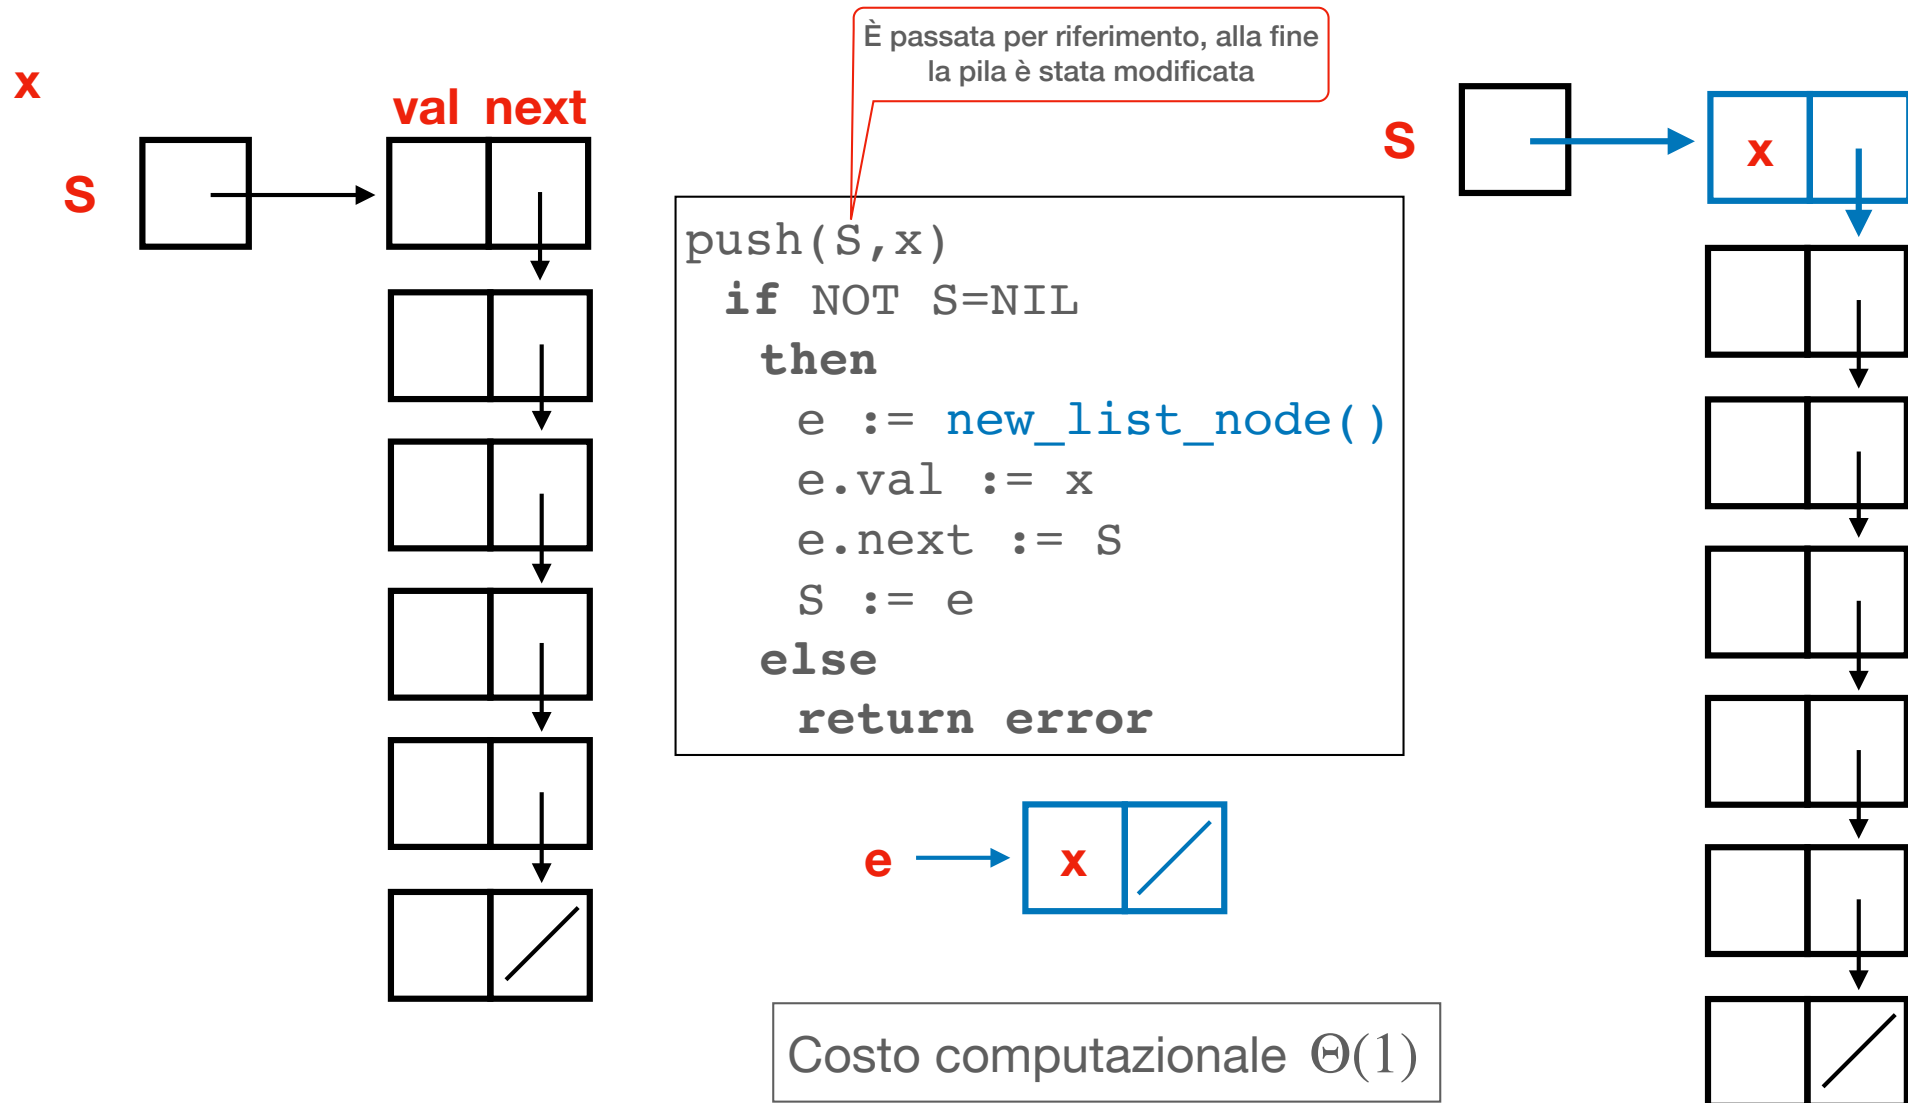 È passata per riferimento, alla fine
la pila è stata modificata
x
val next
S
push(S,x)
if NOT S=NIL
then
e := new_list_node()
e.val := x
e.next := S
S := e
else
return error
e
x
Costo computazionale Θ(1)
S
x